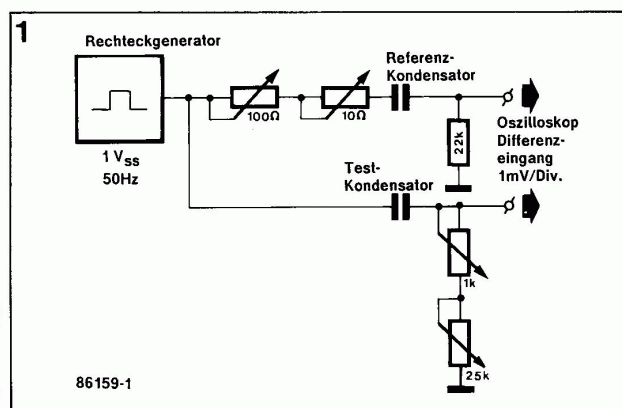 1
Rechteckgenerator
1 Vss
50Hz
100Ω
10Ω
Referenz-
Kondensator
22k
Oszilloskop
Differenz-
eingang
1mV/Div.
Test-
Kondensator
1k
25k
86159-1